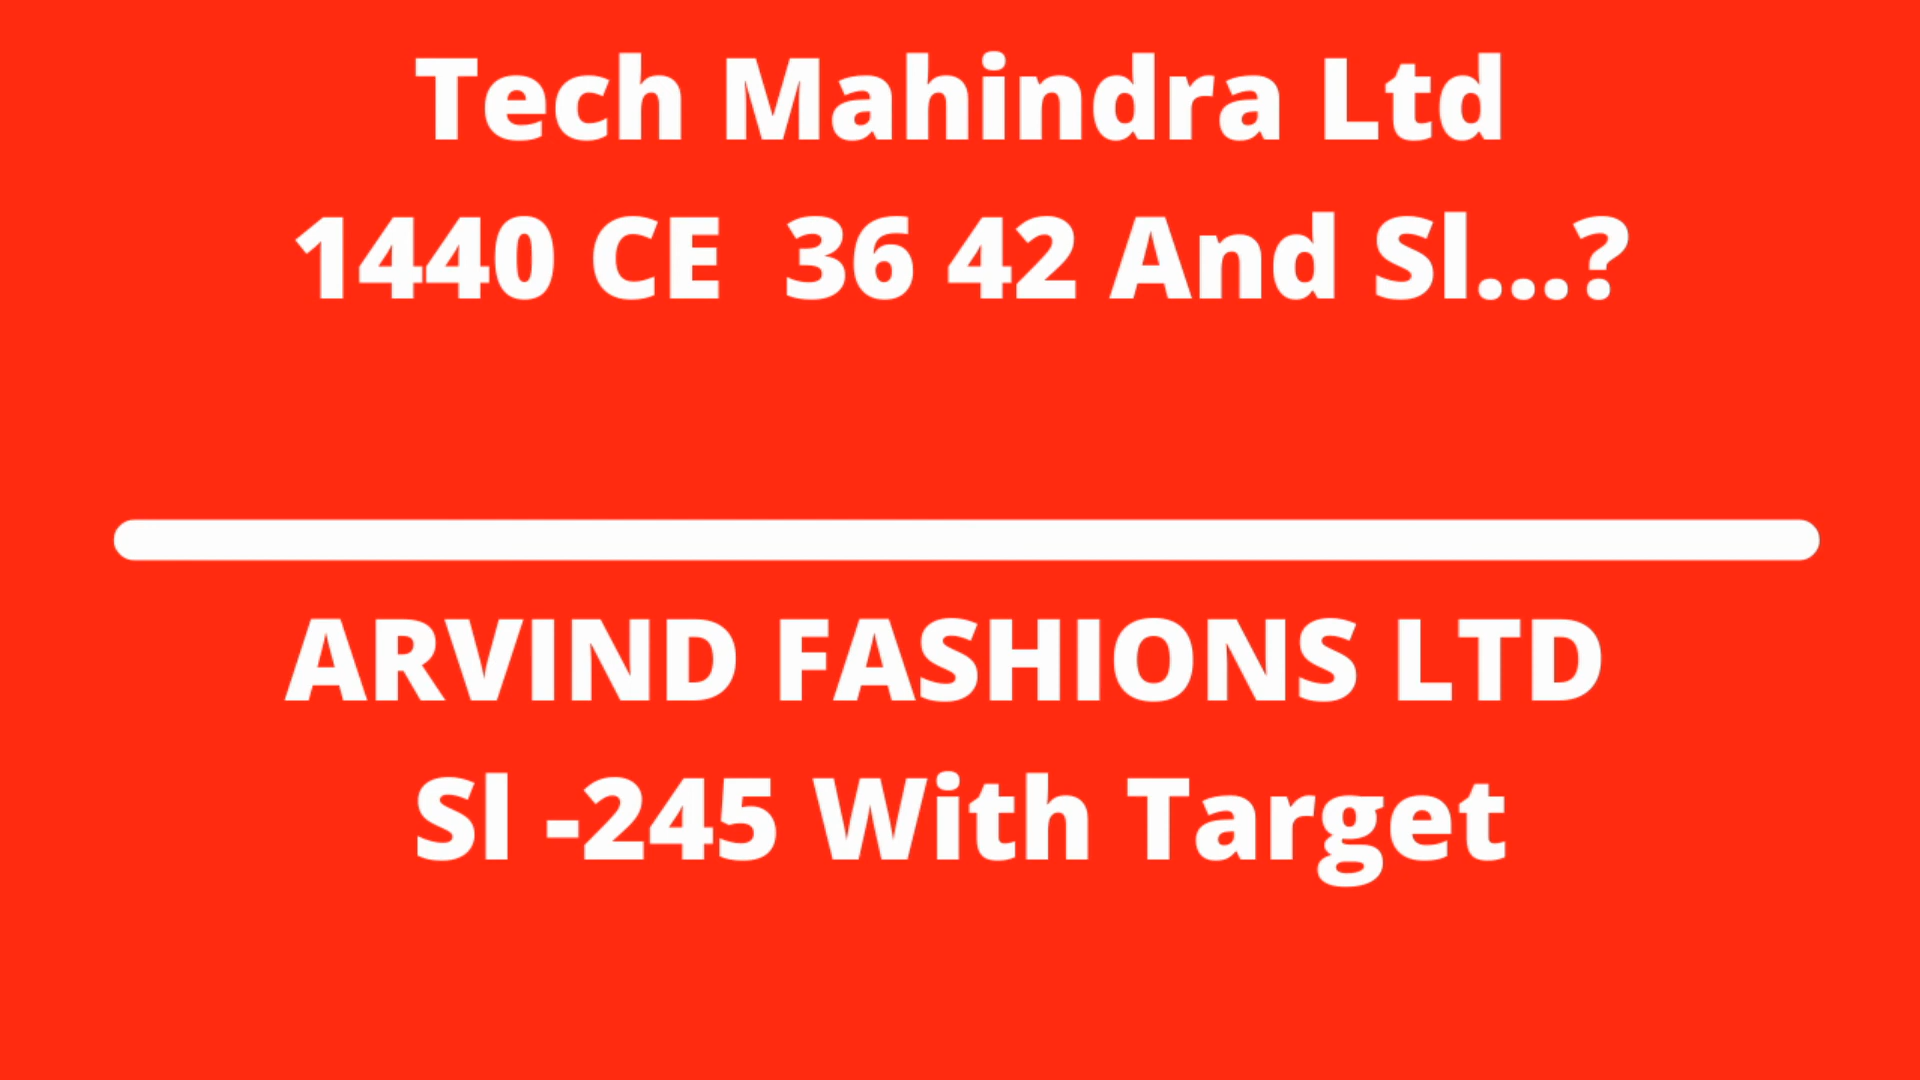 Tech Mahindra Ltd
1440 CE  36 42 And Sl...?
ARVIND FASHIONS LTD
Sl -245 With Target